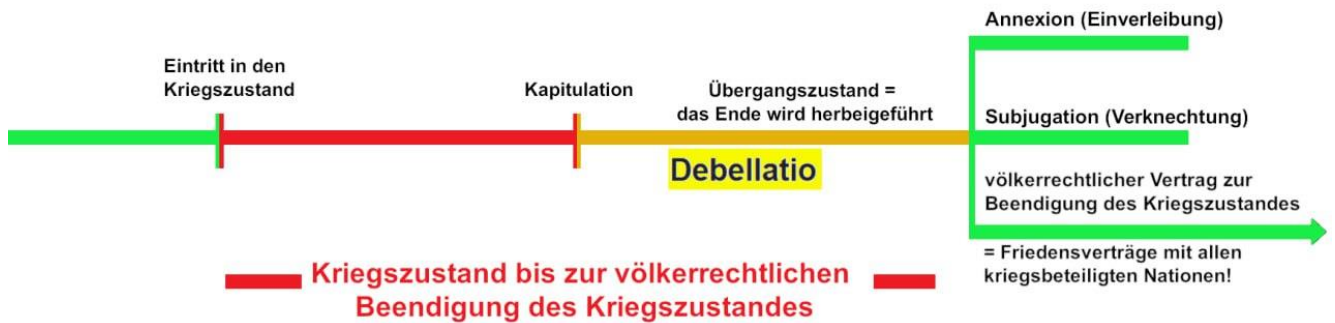 Eintritt in den
Kriegszustand
Kapitulation
Übergangszustand =
das Ende wird herbeigeführt
Debellatio
Annexion (Einverleibung)
Subjugation (Verknechtung)
völkerrechtlicher Vertrag zur
Beendigung des Kriegszustandes
= Friedensverträge mit allen
kriegsbeteiligten Nationen!
Kriegszustand bis zur völkerrechtlichen
Beendigung des Kriegszustandes